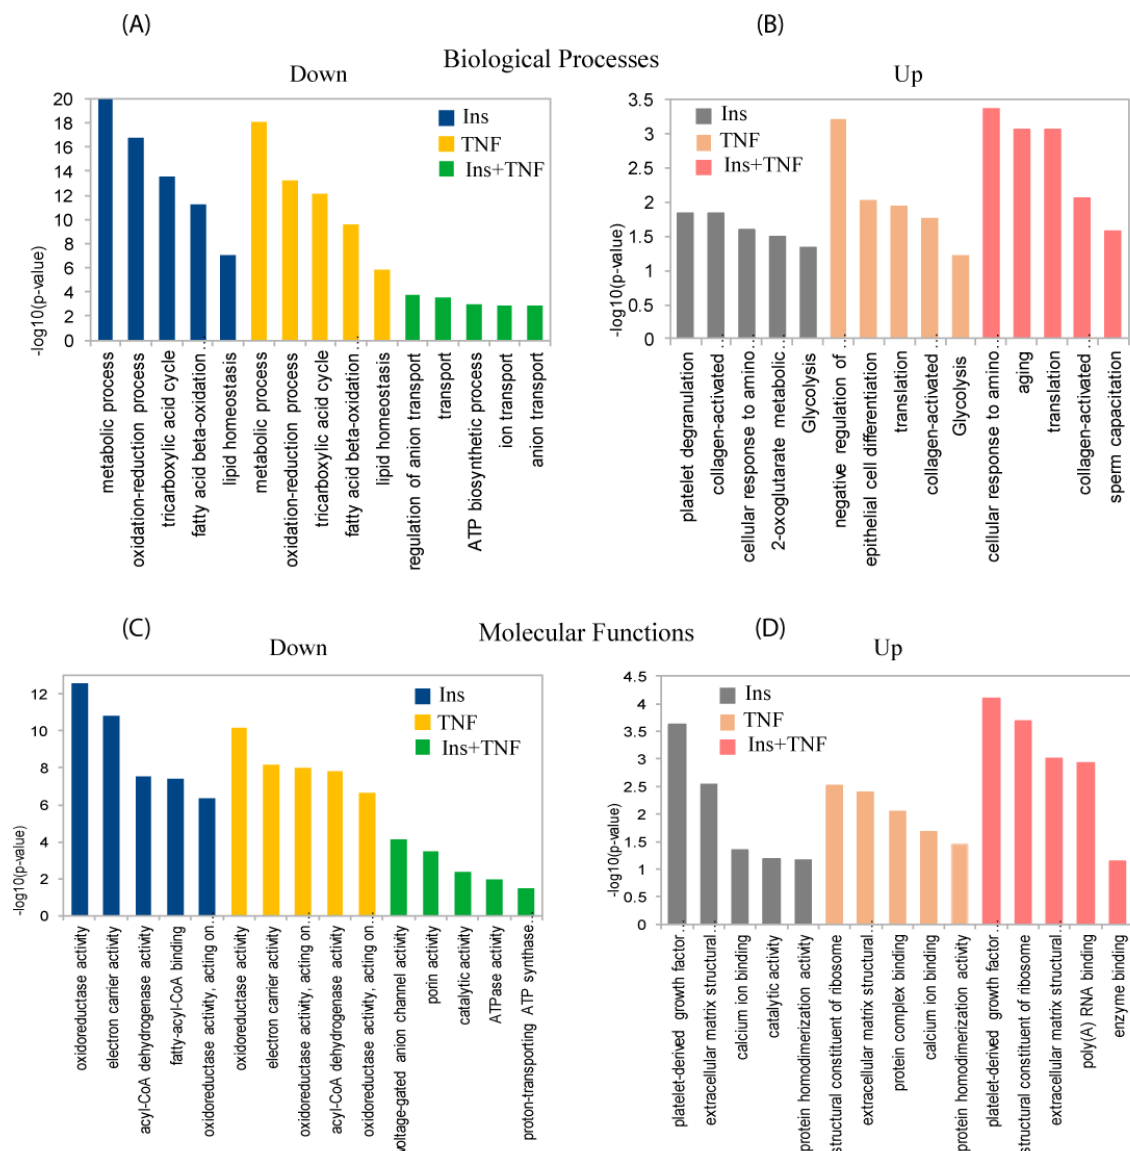 (A)
(B)
Biological Processes
Down
Up
20
18
16
14
12
10
8
6
4
2
0
-log10(p-value)
Ins
TNF
Ins+TNF
metabolic process
oxidation-reduction process
tricarboxylic acid cycle
fatty acid beta-oxidation...
lipid homeostasis
metabolic process
oxidation-reduction process
tricarboxylic acid cycle
fatty acid beta-oxidation...
lipid homeostasis
regulation of anion transport
transport
ATP biosynthetic process
ion transport
anion transport
3.5
3
2.5
2
1.5
1
0.5
0
-log10(p-value)
Ins
TNF
Ins+TNF
platelet degranulation
collagen-activated...
cellular response to amino...
2-oxoglutarate metabolic...
Glycolysis
negative regulation of...
epithelial cell differentiation
translation
collagen-activated...
Glycolysis
cellular response to amino...
aging
translation
collagen-activated...
sperm capacitation
(C)
(D)
Molecular Functions
Down
Up
12
10
8
6
4
2
0
-log10(p-value)
Ins
TNF
Ins+TNF
oxidoreductase activity
electron carrier activity
acyl-CoA dehydrogenase activity
fatty-acyl-CoA binding
oxidoreductase activity, acting on...
oxidoreductase activity
electron carrier activity
oxidoreductase activity, acting on...
acyl-CoA dehydrogenase activity
oxidoreductase activity, acting on...
voltage-gated anion channel activity
porin activity
catalytic activity
ATPase activity
proton-transporting ATP synthase...
4.5
4
3.5
3
2.5
2
1.5
1
0.5
0
-log10(p-value)
Ins
TNF
Ins+TNF
platelet-derived growth factor...
extracellular matrix structural...
calcium ion binding
catalytic activity
protein homodimerization activity
structural constituent of ribosome
extracellular matrix structural...
protein complex binding
calcium ion binding
protein homodimerization activity
platelet-derived growth factor...
structural constituent of ribosome
extracellular matrix structural...
poly(A) RNA binding
enzyme binding